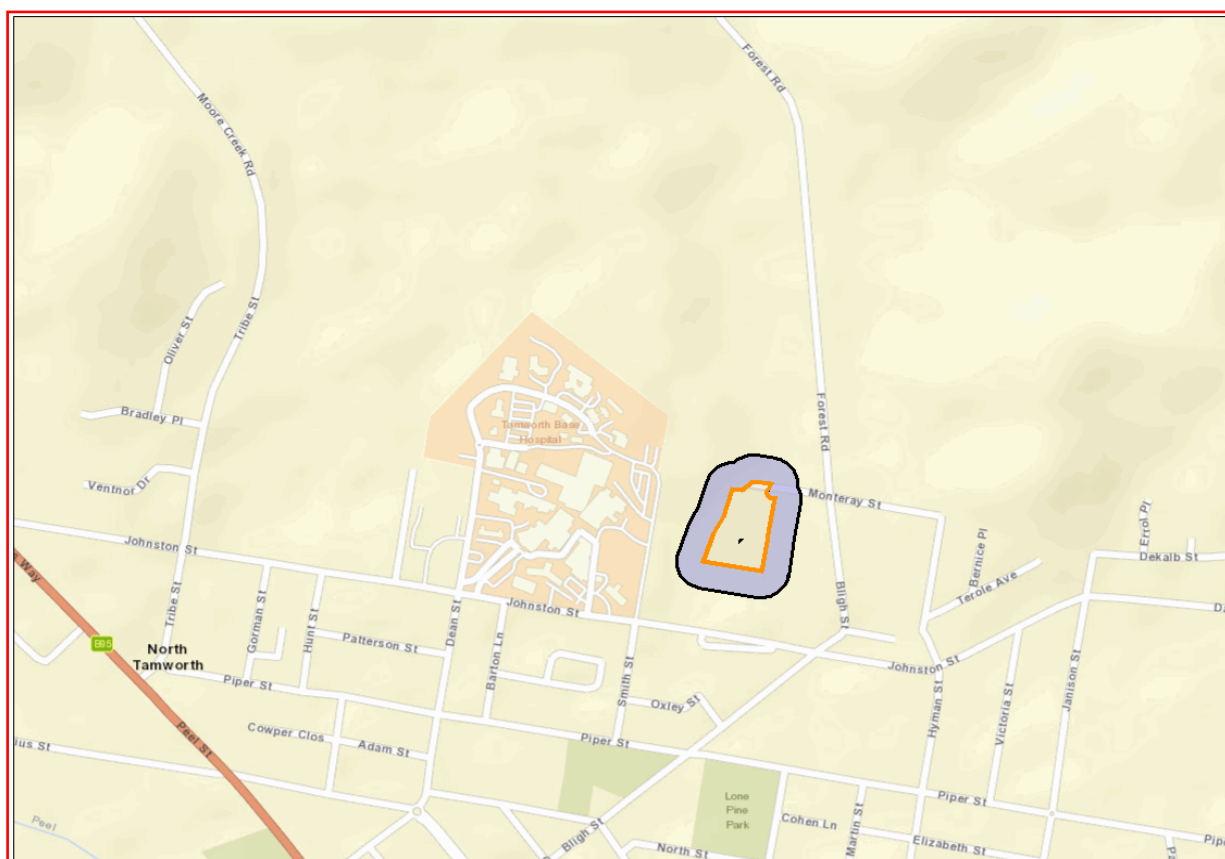 Forest Rd
Moore Creek Rd
Oliver St
Tribe St
Bradley Pl
Tamworth Base
Hospital
Forest Rd
Ventnor Dr
Monteray St
Errol Pl
Bernice Pl
Dekalb St
Johnston St
Terole Ave
Way
Tribe St
Gorman St
Hunt St
Dean St
Johnston St
Bligh St
B95
Patterson St
Barton Ln
North
Tamworth
Smith St
Johnston St
Janison St
Piper St
Oxley St
Hyman St
Victoria St
Peel St
Cowper Clos
Adam St
Piper St
ius St
Lone
Pine
Park
Piper St
Peel
Cohen Ln
Martin St
Bligh St
Elizabeth St
North St